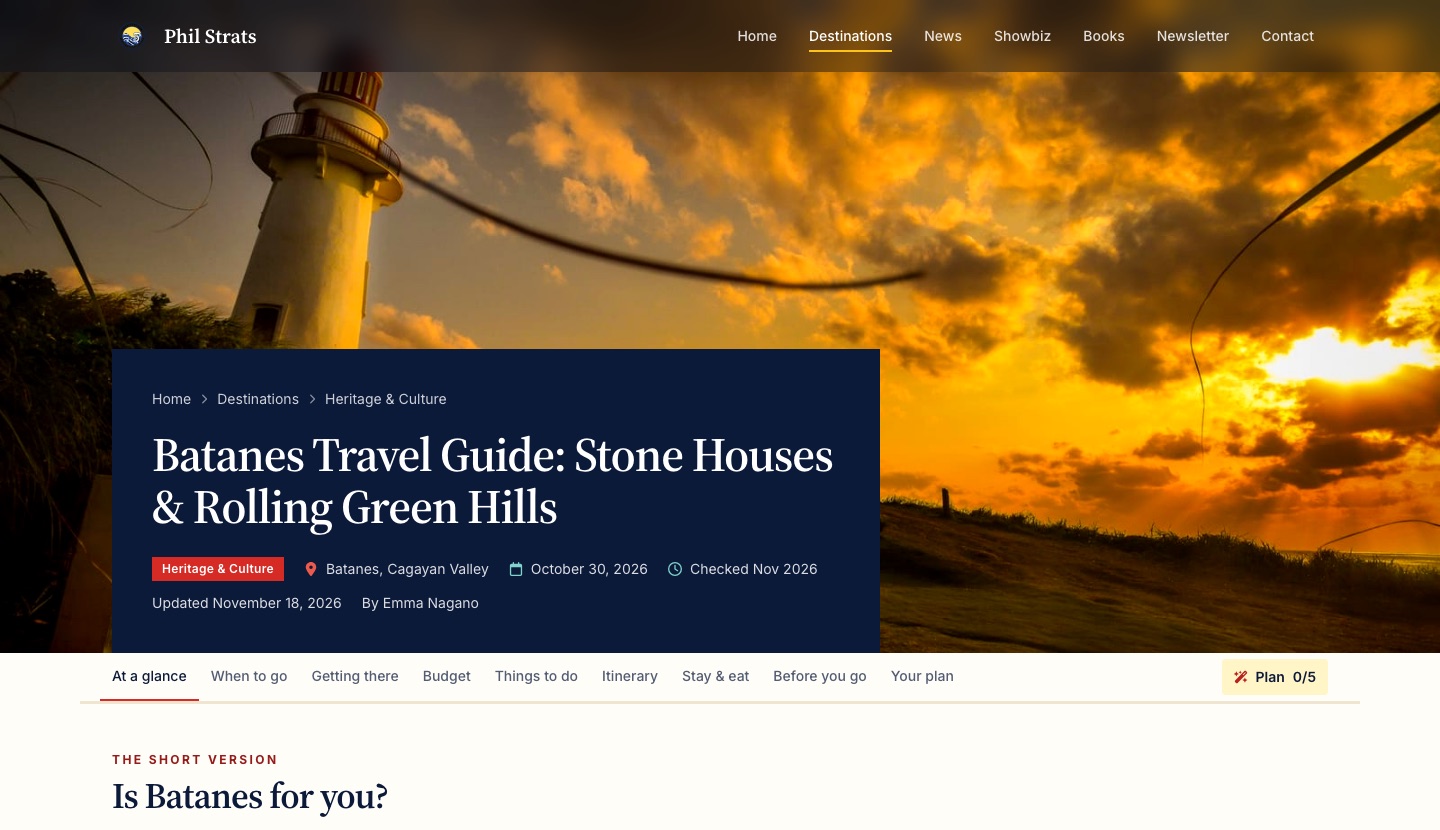 Phil Strats
Home Destinations News Showbiz Books Newsletter Contact
Home Destinations Heritage & Culture
Batanes Travel Guide: Stone Houses
& Rolling Green Hills
Heritage & Culture Batanes, Cagayan Valley October 30, 2026 Checked Nov 2026
Updated November 18, 2026 By Emma Nagano
At a glance When to go Getting there Budget Things to do Itinerary Stay & eat Before you go Your plan Plan 0/5
THE SHORT VERSION
Is Batanes for you?